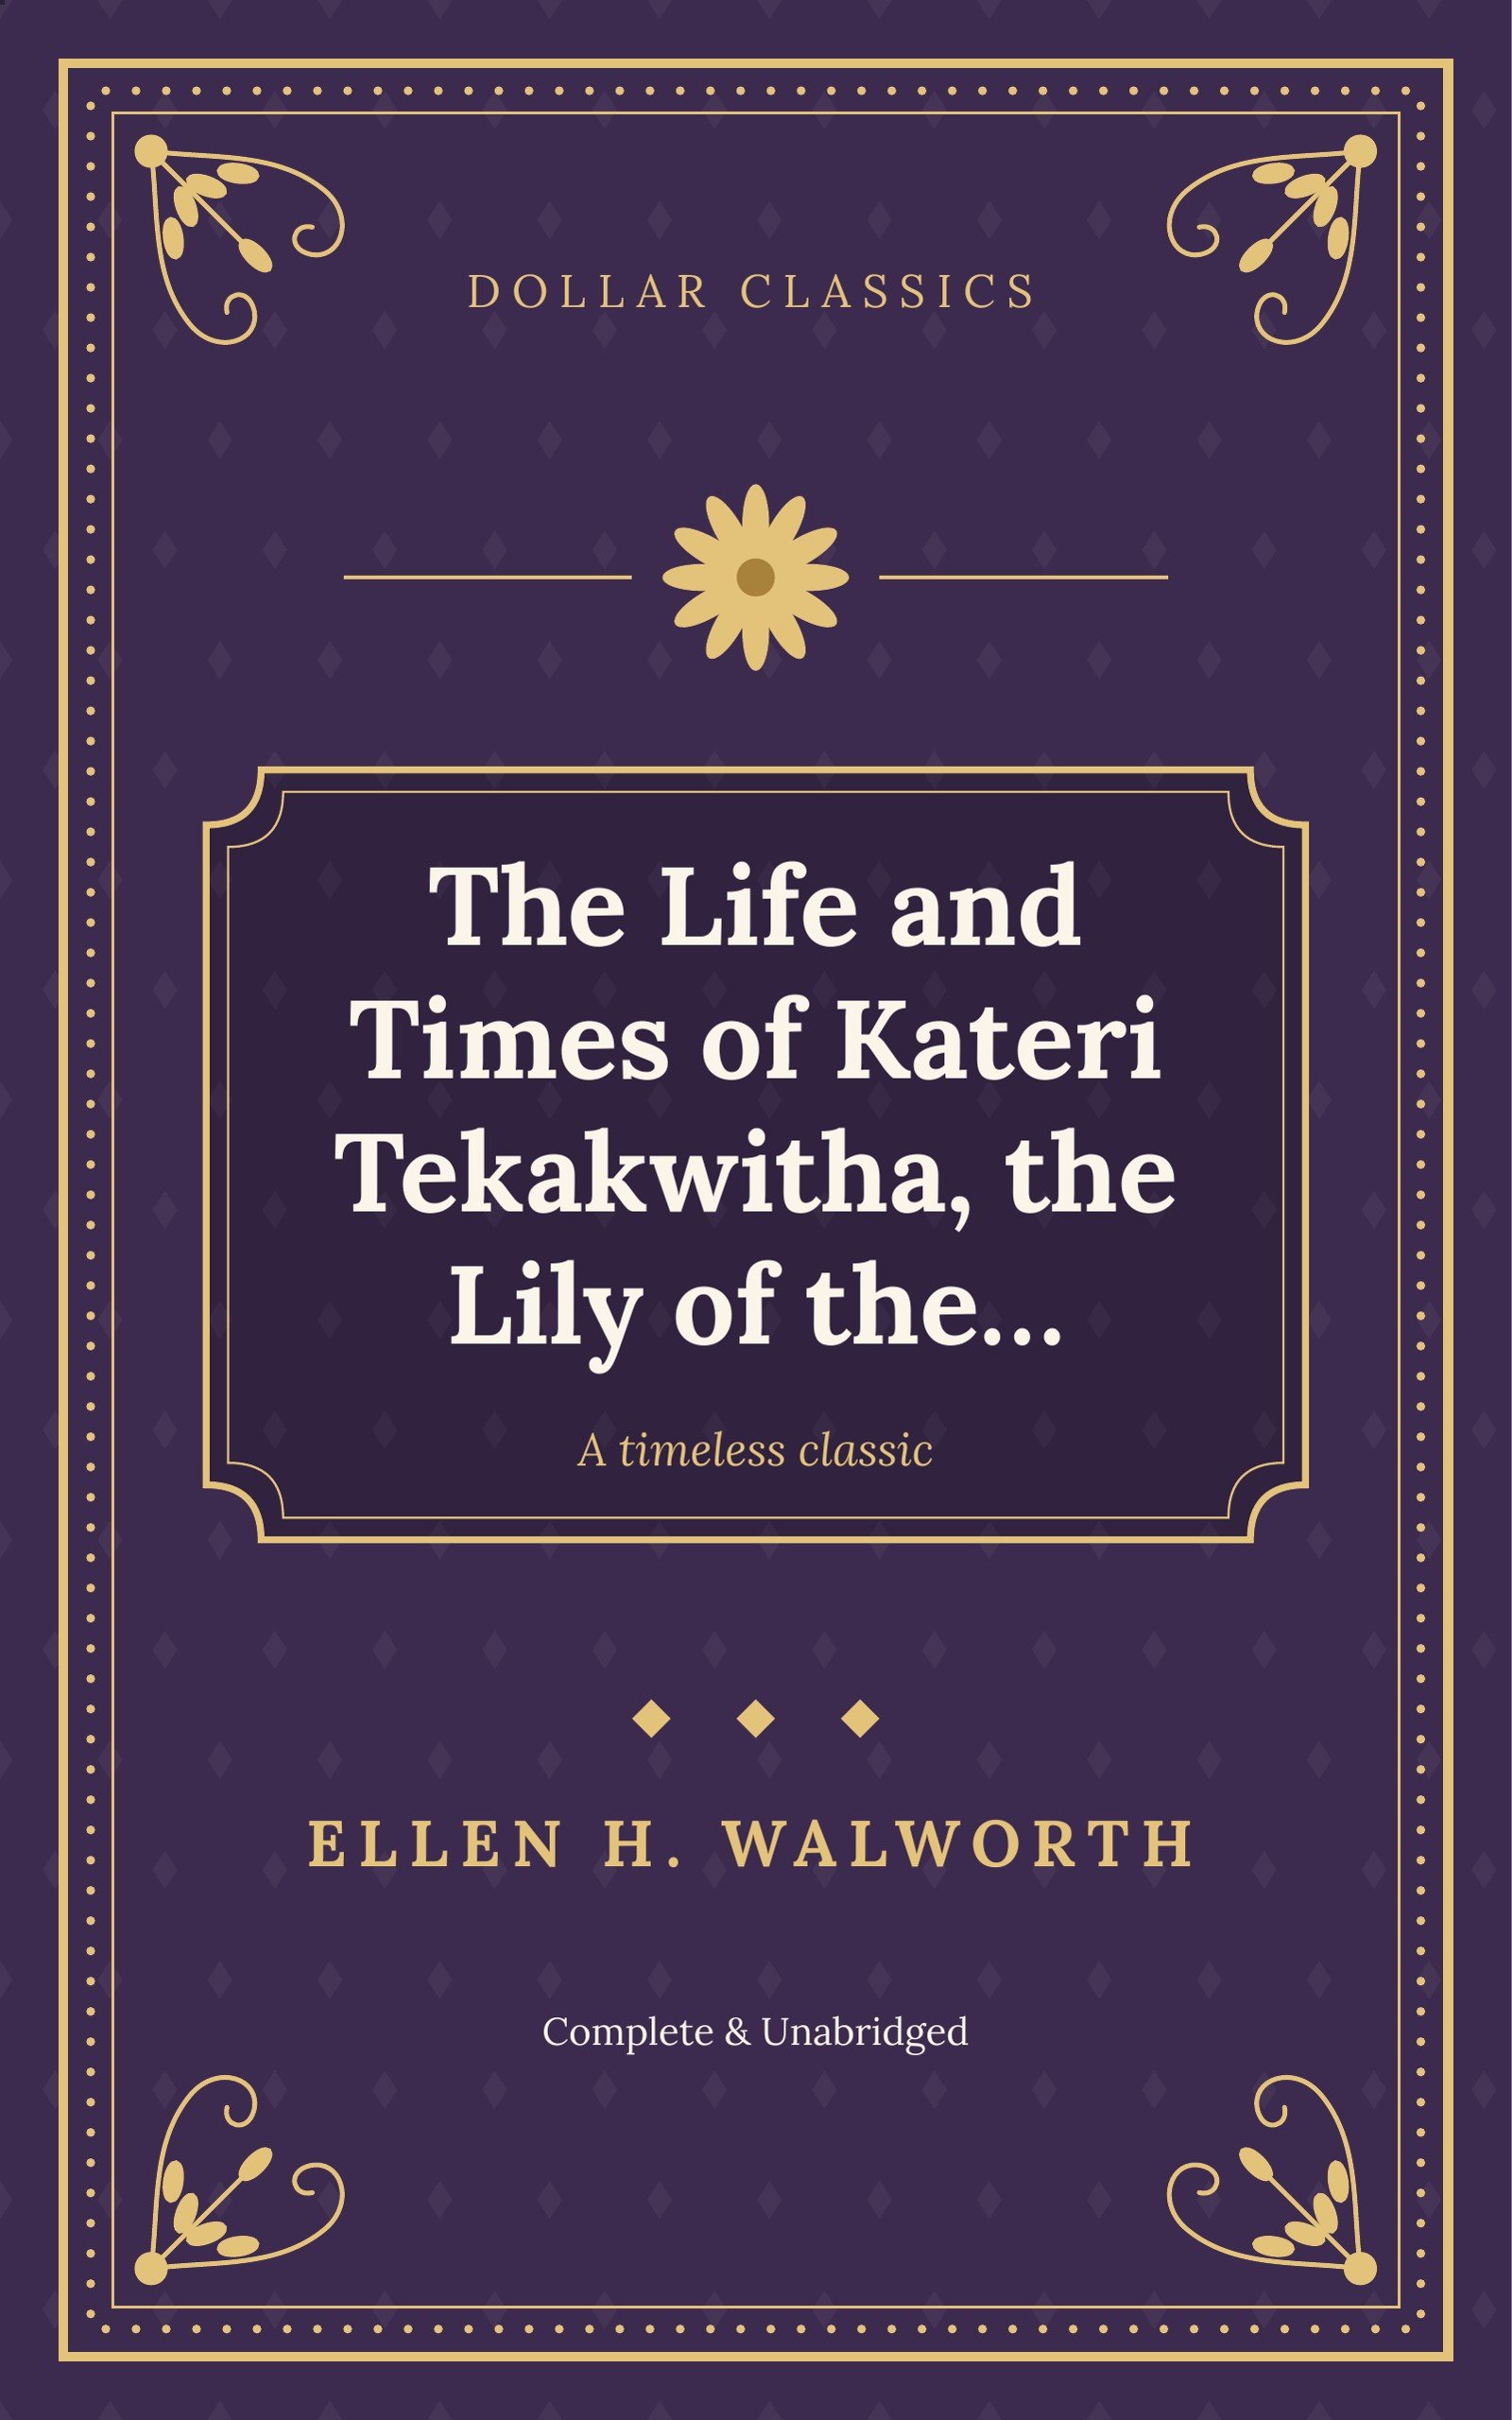 DOLLAR CLASSICS
The Life and
Times of Kateri
Tekakwitha, the
Lily of the...
A timeless classic
ELLEN H. WALWORTH
Complete & Unabridged